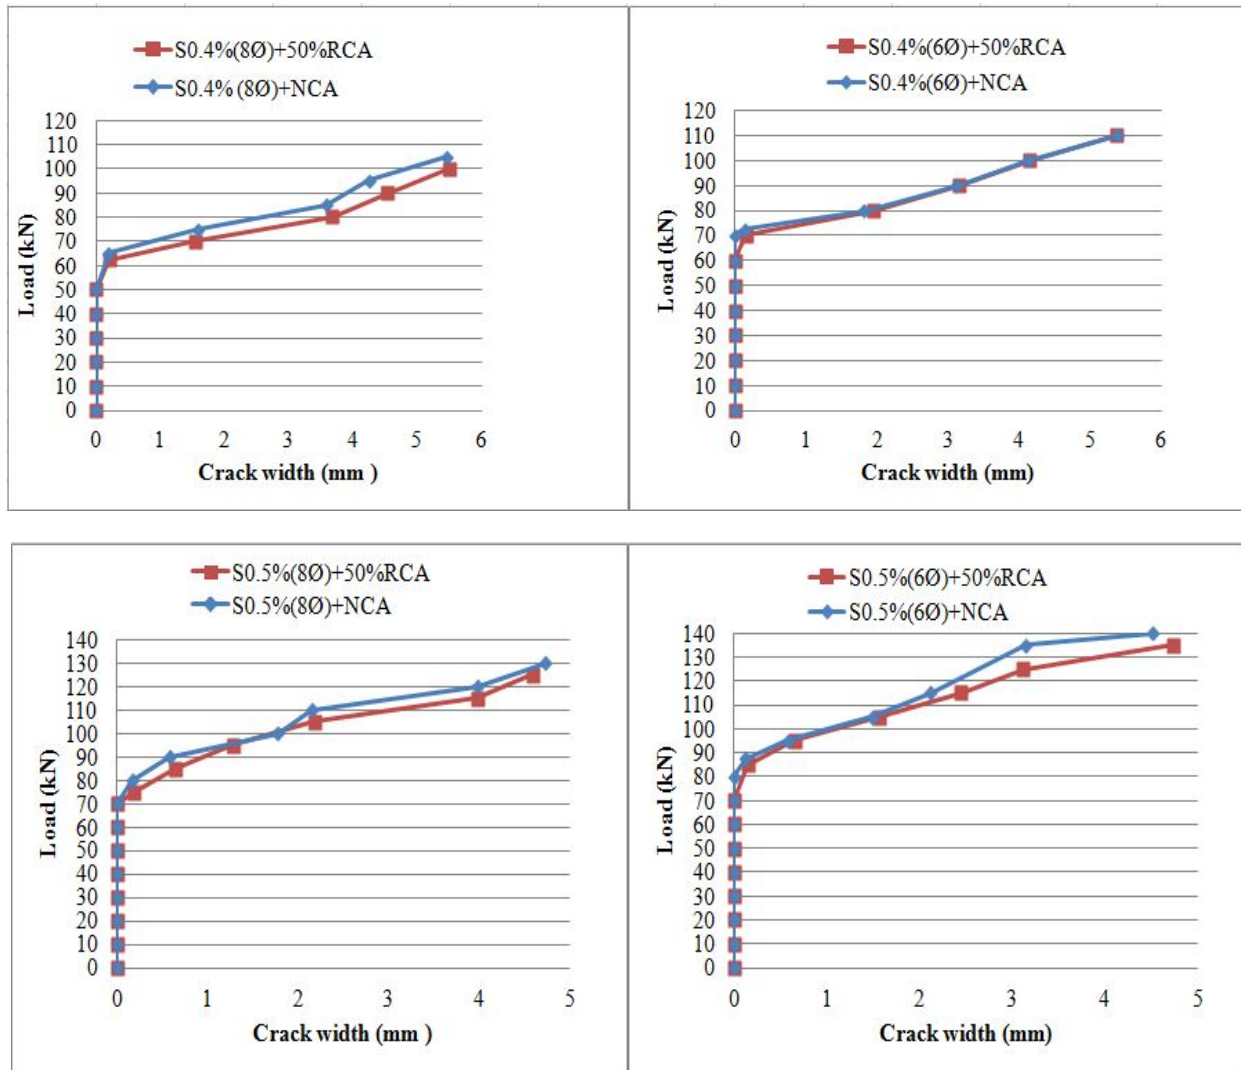 S0.4%(8Ø)+50%RCA
S0.4% (8Ø)+NCA
120
110
100
90
80
70
60
50
40
30
20
10
0
Load (kN)
0 1 2 3 4 5 6
Crack width (mm )
S0.4%(6Ø)+50%RCA
S0.4%(6Ø)+NCA
120
110
100
90
80
70
60
50
40
30
20
10
0
Load (kN)
0 1 2 3 4 5 6
Crack width (mm)
S0.5%(8Ø)+50%RCA
S0.5%(8Ø)+NCA
140
130
120
110
100
90
80
70
60
50
40
30
20
10
0
Load (kN)
0 1 2 3 4 5
Crack width (mm )
S0.5%(6Ø)+50%RCA
S0.5%(6Ø)+NCA
140
130
120
110
100
90
80
70
60
50
40
30
20
10
0
Load (kN)
0 1 2 3 4 5
Crack width (mm)